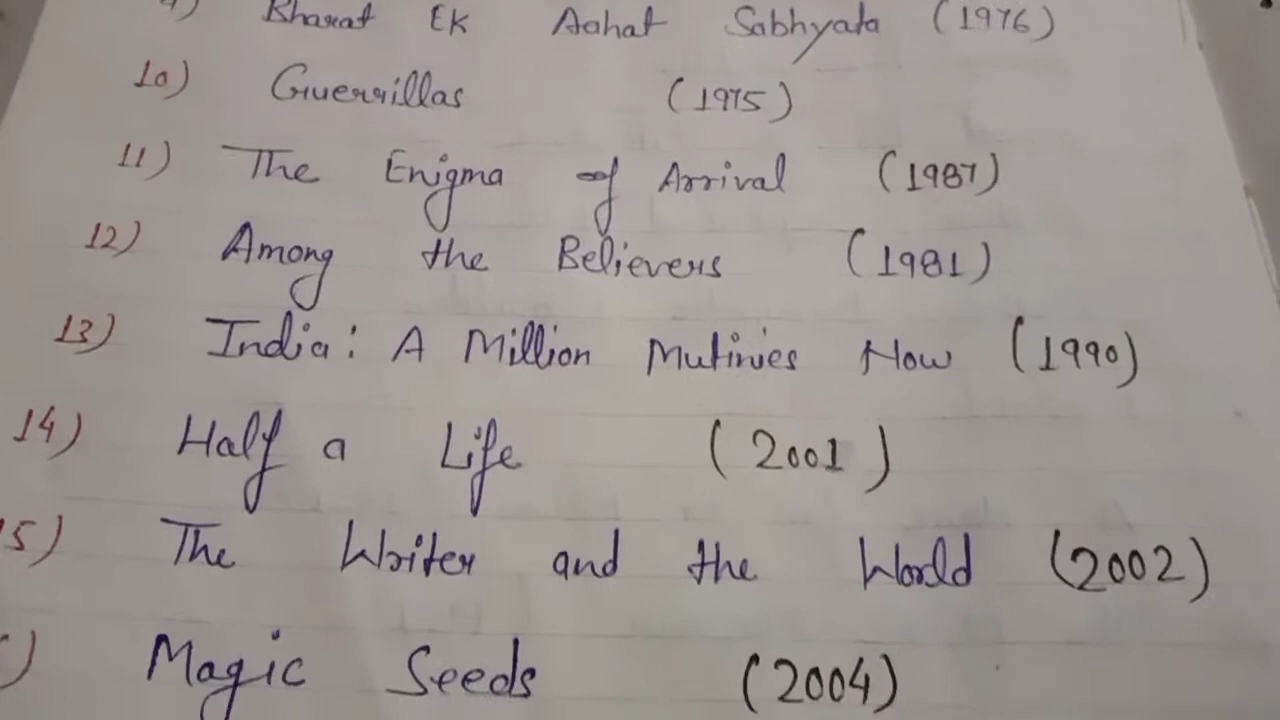 9) Bharat Ek Aahat Sabhyata (1976)
10) Guerrillas (1975)
11) The Enigma of Arrival (1987)
12) Among the Believers (1981)
13) India: A Million Mutinies Now (1990)
14) Half a Life (2001)
5) The Writer and the World (2002)
) Magic Seeds (2004)